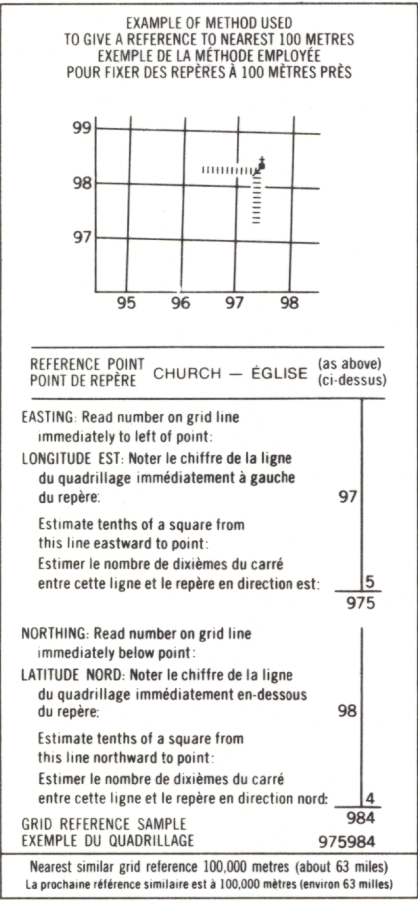 EXAMPLE OF METHOD USED
TO GIVE A REFERENCE TO NEAREST 100 METRES
EXEMPLE DE LA MÉTHODE EMPLOYÉE
POUR FIXER DES REPÈRES À 100 MÈTRES PRÈS
99
98
97
95 96 97 98
REFERENCE POINT
POINT DE REPÈRE
CHURCH — ÉGLISE
(as above)
(ci-dessus)
EASTING: Read number on grid line
immediately to left of point:
LONGITUDE EST: Noter le chiffre de la ligne
du quadrillage immédiatement à gauche
du repère: 97
Estimate tenths of a square from
this line eastward to point:
Estimer le nombre de dixièmes du carré
entre cette ligne et le repère en direction est: 5
975
NORTHING: Read number on grid line
immediately below point:
LATITUDE NORD: Noter le chiffre de la ligne
du quadrillage immédiatement en-dessous
du repère: 98
Estimate tenths of a square from
this line northward to point:
Estimer le nombre de dixièmes du carré
entre cette ligne et le repère en direction nord: 4
984
GRID REFERENCE SAMPLE
EXEMPLE DU QUADRILLAGE 975984
Nearest similar grid reference 100,000 metres (about 63 miles)
La prochaine référence similaire est à 100,000 mètres (environ 63 milles)